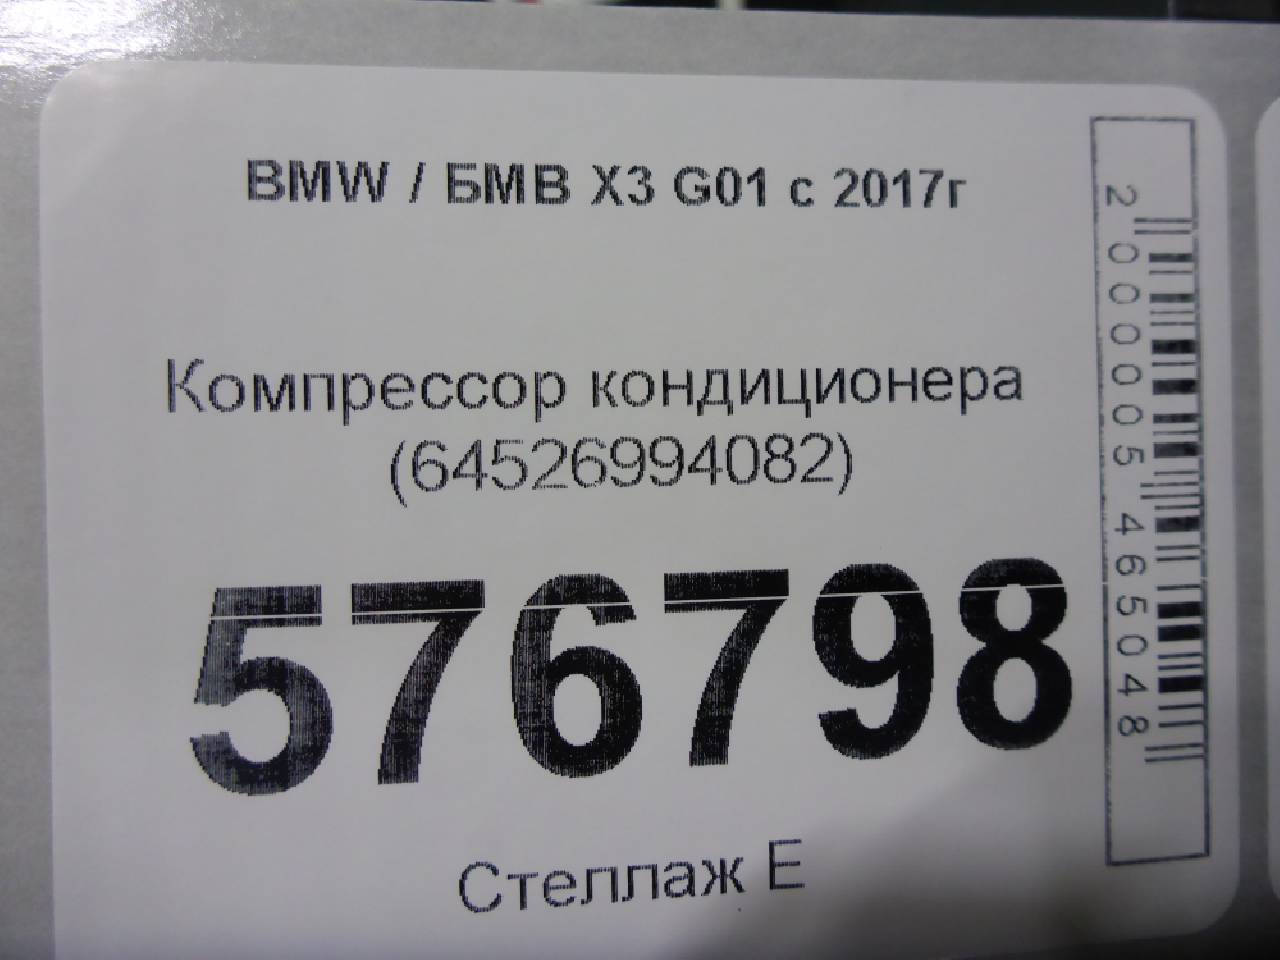 BMW / БМВ X3 G01 с 2017г
Компрессор кондиционера
(64526994082)
576798
Стеллаж Е
2000005465048